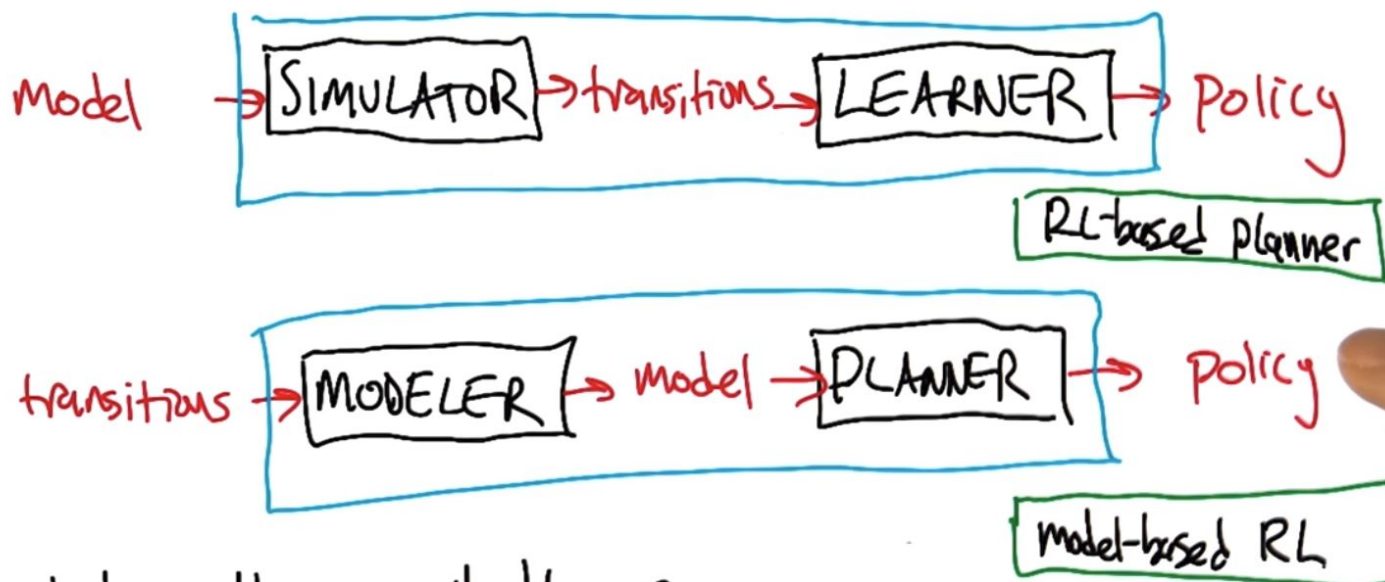 model → SIMULATOR → transitions → LEARNER → policy
RL-based planner
transitions → MODELER → model → PLANNER → policy
model-based RL